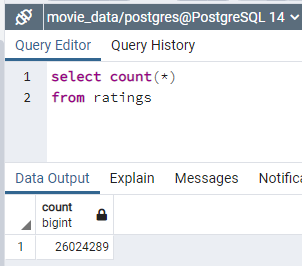 movie_data/postgres@PostgreSQL 14
Query Editor Query History
1 select count(*)
2 from ratings
Data Output Explain Messages Notifica
count
bigint
1 26024289